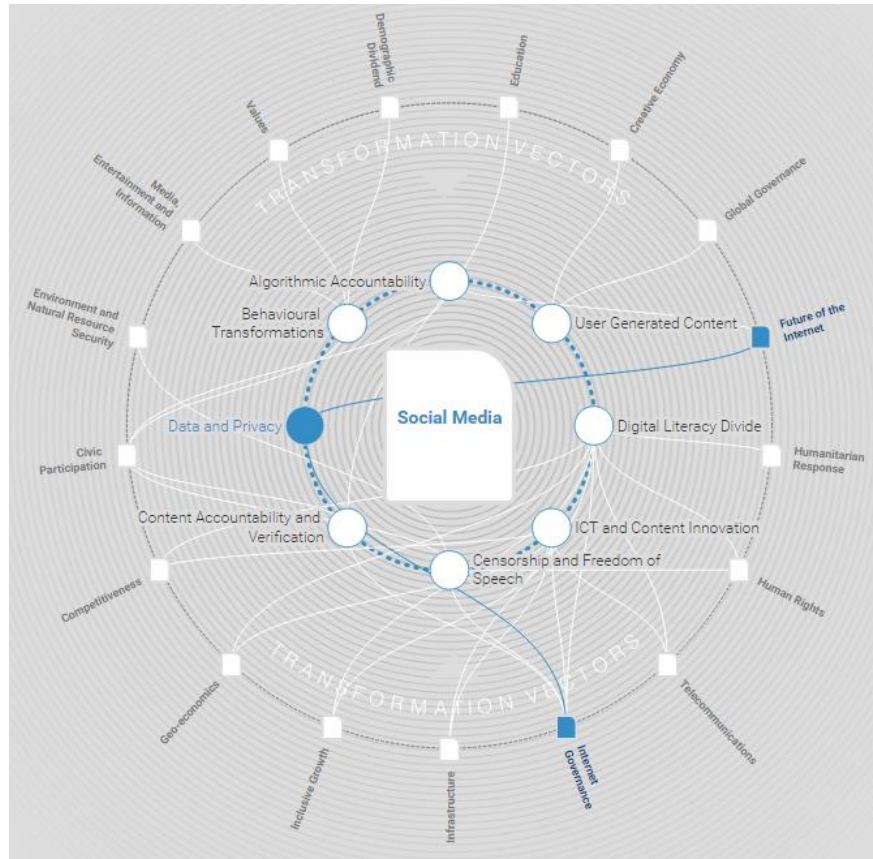 Demographic
Dividend
Education
Values
Creative Economy
TRANSFORMATION VECTORS
Media,
Entertainment and
Information
Global Governance
Algorithmic Accountability
Environment and
Natural Resource
Security
Behavioural
Transformations
User Generated Content
Future of the
Internet
Social Media
Data and Privacy
Digital Literacy Divide
Civic
Participation
Humanitarian
Response
Content Accountability and
Verification
ICT and Content Innovation
Censorship and Freedom of
Speech
Competitiveness
Human Rights
TRANSFORMATION VECTORS
Geo-economics
Telecommunications
Inclusive Growth
Infrastructure
Internet
Governance